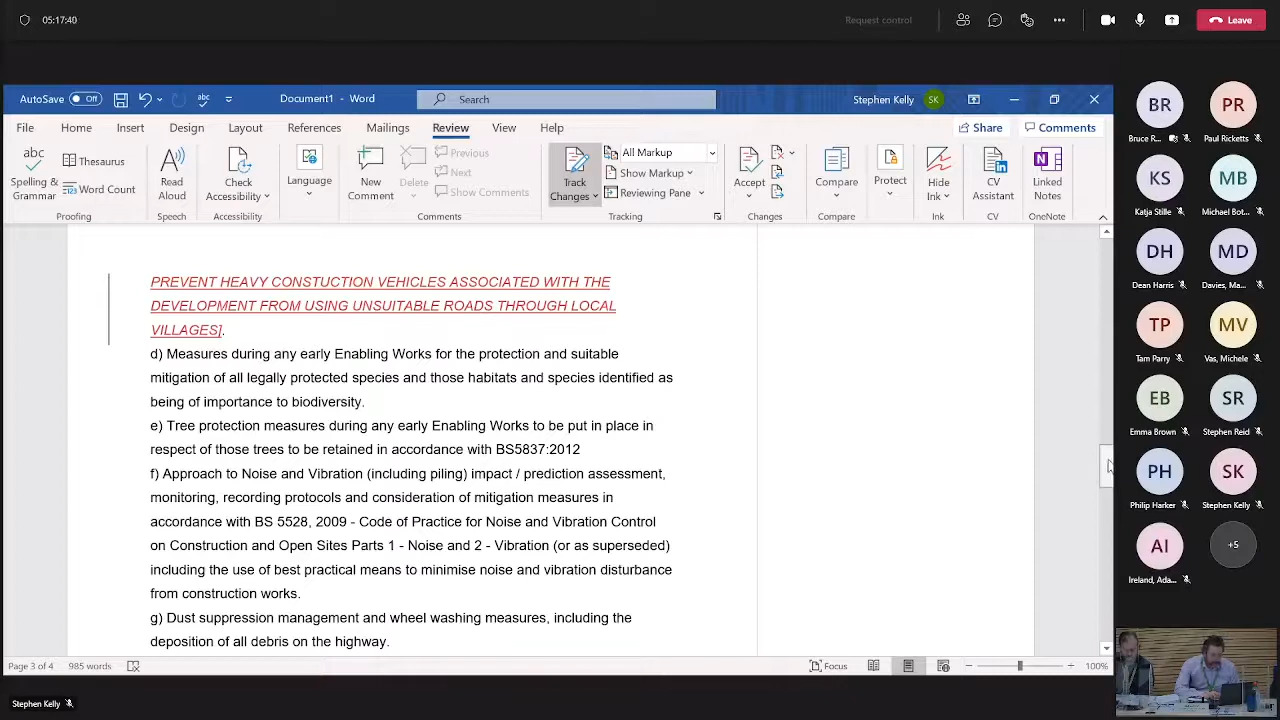 05:17:40
Request control
Leave
AutoSave Off
Document1 - Word
Search
Stephen Kelly SK
File Home Insert Design Layout References Mailings Review View Help
Share Comments
abc
Spelling &
Grammar
Thesaurus
Word Count
Proofing
Read
Aloud
Speech
Check
Accessibility
Accessibility
Language
New
Comment
Delete
Previous
Next
Show Comments
Comments
Track
Changes
All Markup
Show Markup
Reviewing Pane
Tracking
Accept
Changes
Compare
Compare
Protect
Hide
Ink
Ink
CV
Assistant
CV
Linked
Notes
OneNote
PREVENT HEAVY CONSTUCTION VEHICLES ASSOCIATED WITH THE
DEVELOPMENT FROM USING UNSUITABLE ROADS THROUGH LOCAL
VILLAGES].
d) Measures during any early Enabling Works for the protection and suitable
mitigation of all legally protected species and those habitats and species identified as
being of importance to biodiversity.
e) Tree protection measures during any early Enabling Works to be put in place in
respect of those trees to be retained in accordance with BS5837:2012
f) Approach to Noise and Vibration (including piling) impact / prediction assessment,
monitoring, recording protocols and consideration of mitigation measures in
accordance with BS 5528, 2009 - Code of Practice for Noise and Vibration Control
on Construction and Open Sites Parts 1 - Noise and 2 - Vibration (or as superseded)
including the use of best practical means to minimise noise and vibration disturbance
from construction works.
g) Dust suppression management and wheel washing measures, including the
deposition of all debris on the highway.
Page 3 of 4 985 words
Focus
100%
Stephen Kelly
BR PR
Bruce R... Paul Ricketts
KS MB
Katja Stille Michael Bot...
DH MD
Dean Harris Davies, Ma...
TP MV
Tam Parry Vas, Michele
EB SR
Emma Brown Stephen Reid
PH SK
Philip Harker Stephen Kelly
AI +5
Ireland, Ada...